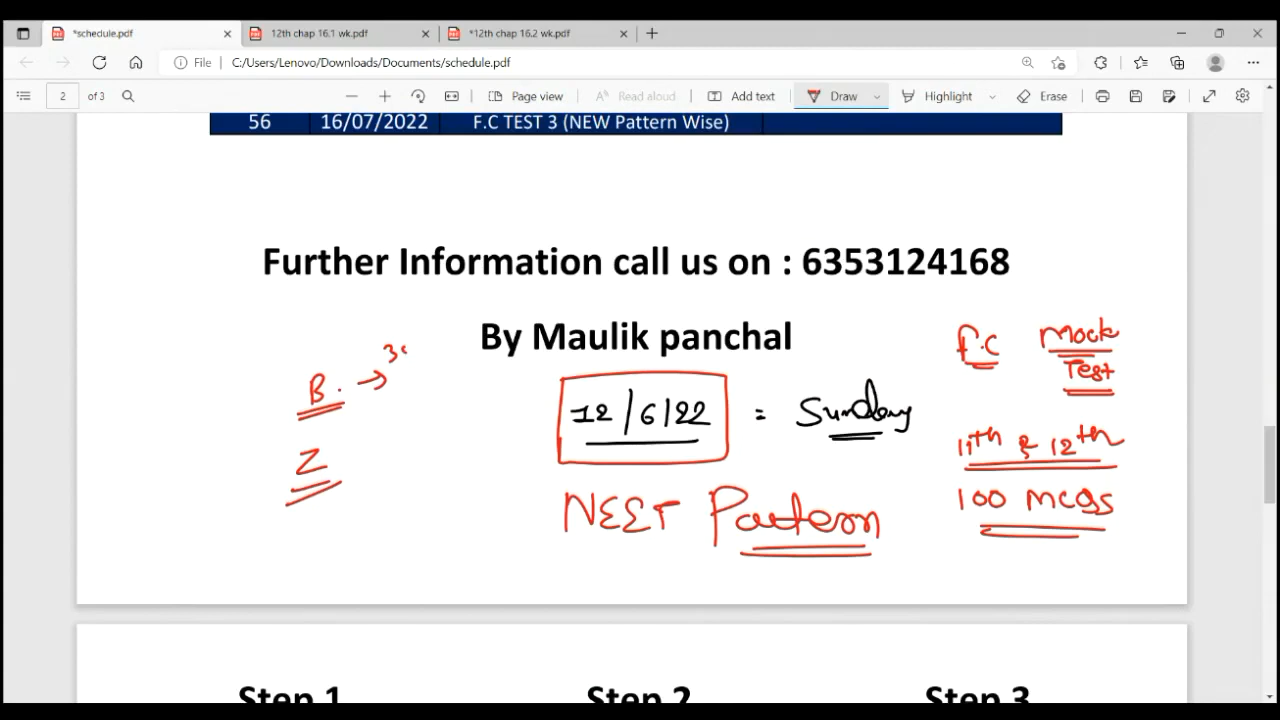 *schedule.pdf 12th chap 16.1 wk.pdf *12th chap 16.2 wk.pdf
File C:/Users/Lenovo/Downloads/Documents/schedule.pdf
2 of 3 Page view Read aloud Add text Draw Highlight Erase
56 16/07/2022 F.C TEST 3 (NEW Pattern Wise)
Further Information call us on : 6353124168
By Maulik panchal
F.C Mock Test
B. → 30
12/6/22 = Sunday
11th & 12th
Z
NEET Pattern
100 MCQs
Step 1 Step 2 Step 3